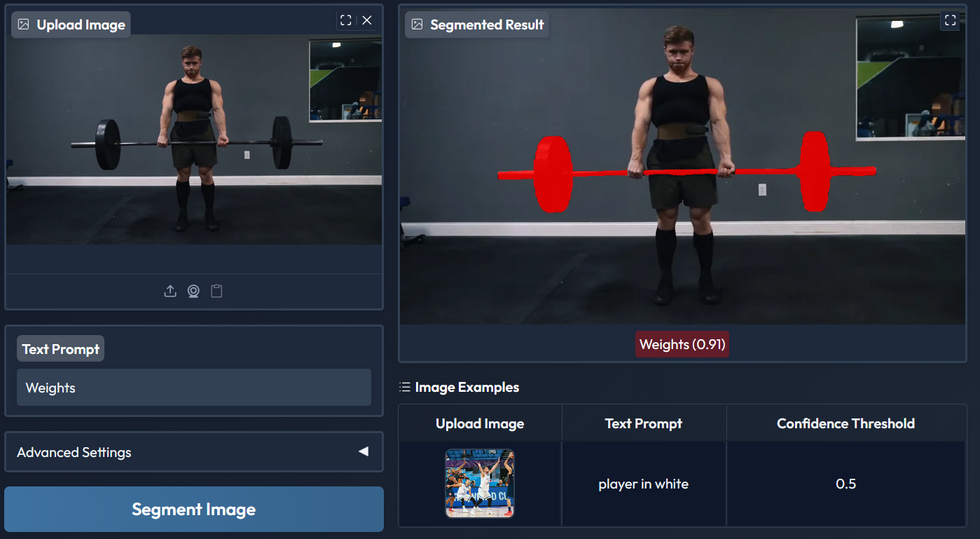 Upload Image
Segmented Result
Weights (0.91)
Text Prompt
Weights
Advanced Settings
Segment Image
Image Examples
Upload Image Text Prompt Confidence Threshold
player in white 0.5